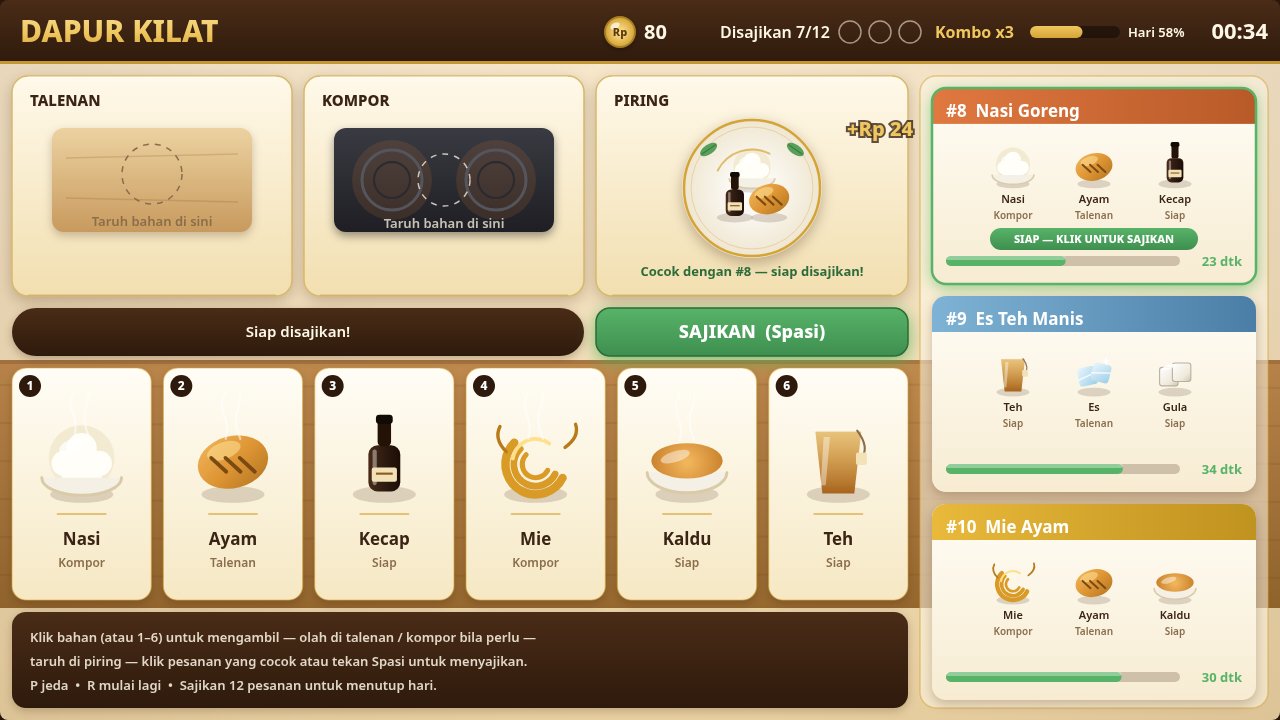 DAPUR KILAT
Rp 80
Disajikan 7/12
Kombo x3
Hari 58%
00:34
TALENAN
Taruh bahan di sini
KOMPOR
Taruh bahan di sini
PIRING
+Rp 24
Cocok dengan #8 — siap disajikan!
Siap disajikan!
SAJIKAN (Spasi)
1
Nasi
Kompor
2
Ayam
Talenan
3
Kecap
Siap
4
Mie
Kompor
5
Kaldu
Siap
6
Teh
Siap
Klik bahan (atau 1–6) untuk mengambil — olah di talenan / kompor bila perlu —
taruh di piring — klik pesanan yang cocok atau tekan Spasi untuk menyajikan.
P jeda • R mulai lagi • Sajikan 12 pesanan untuk menutup hari.
#8 Nasi Goreng
Nasi Ayam Kecap
Kompor Talenan Siap
SIAP — KLIK UNTUK SAJIKAN
23 dtk
#9 Es Teh Manis
Teh Es Gula
Siap Talenan Siap
34 dtk
#10 Mie Ayam
Mie Ayam Kaldu
Kompor Talenan Siap
30 dtk